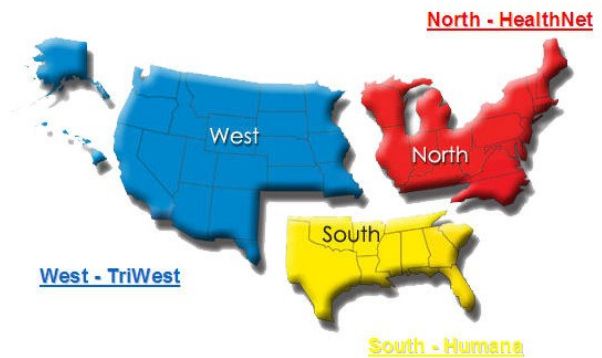 North - HealthNet
West
North
South
West - TriWest
South - Humana